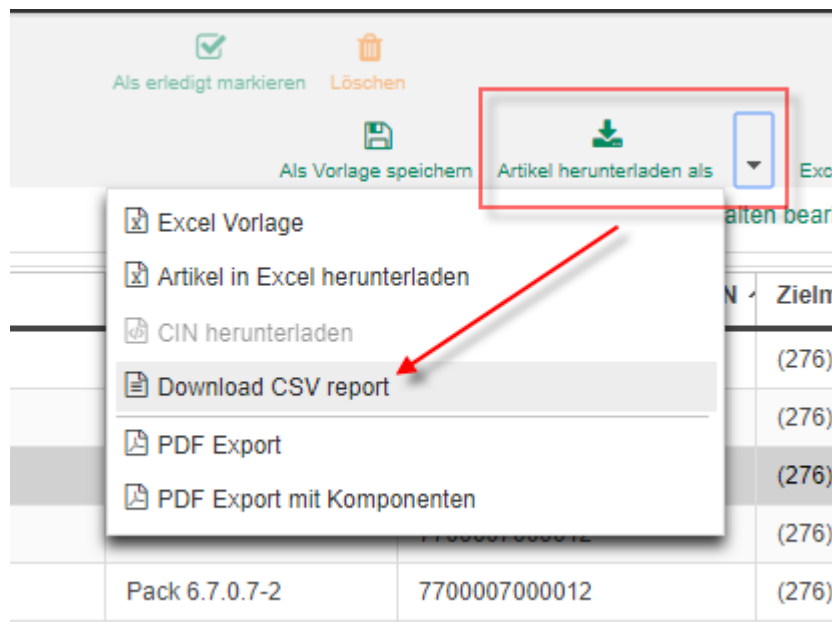 Als erledigt markieren Löschen
Als Vorlage speichern Artikel herunterladen als
Excel Vorlage
Artikel in Excel herunterladen
CIN herunterladen
Download CSV report
PDF Export
PDF Export mit Komponenten
(276)
(276)
(276)
(276)
Pack 6.7.0.7-2 7700007000012 (276)